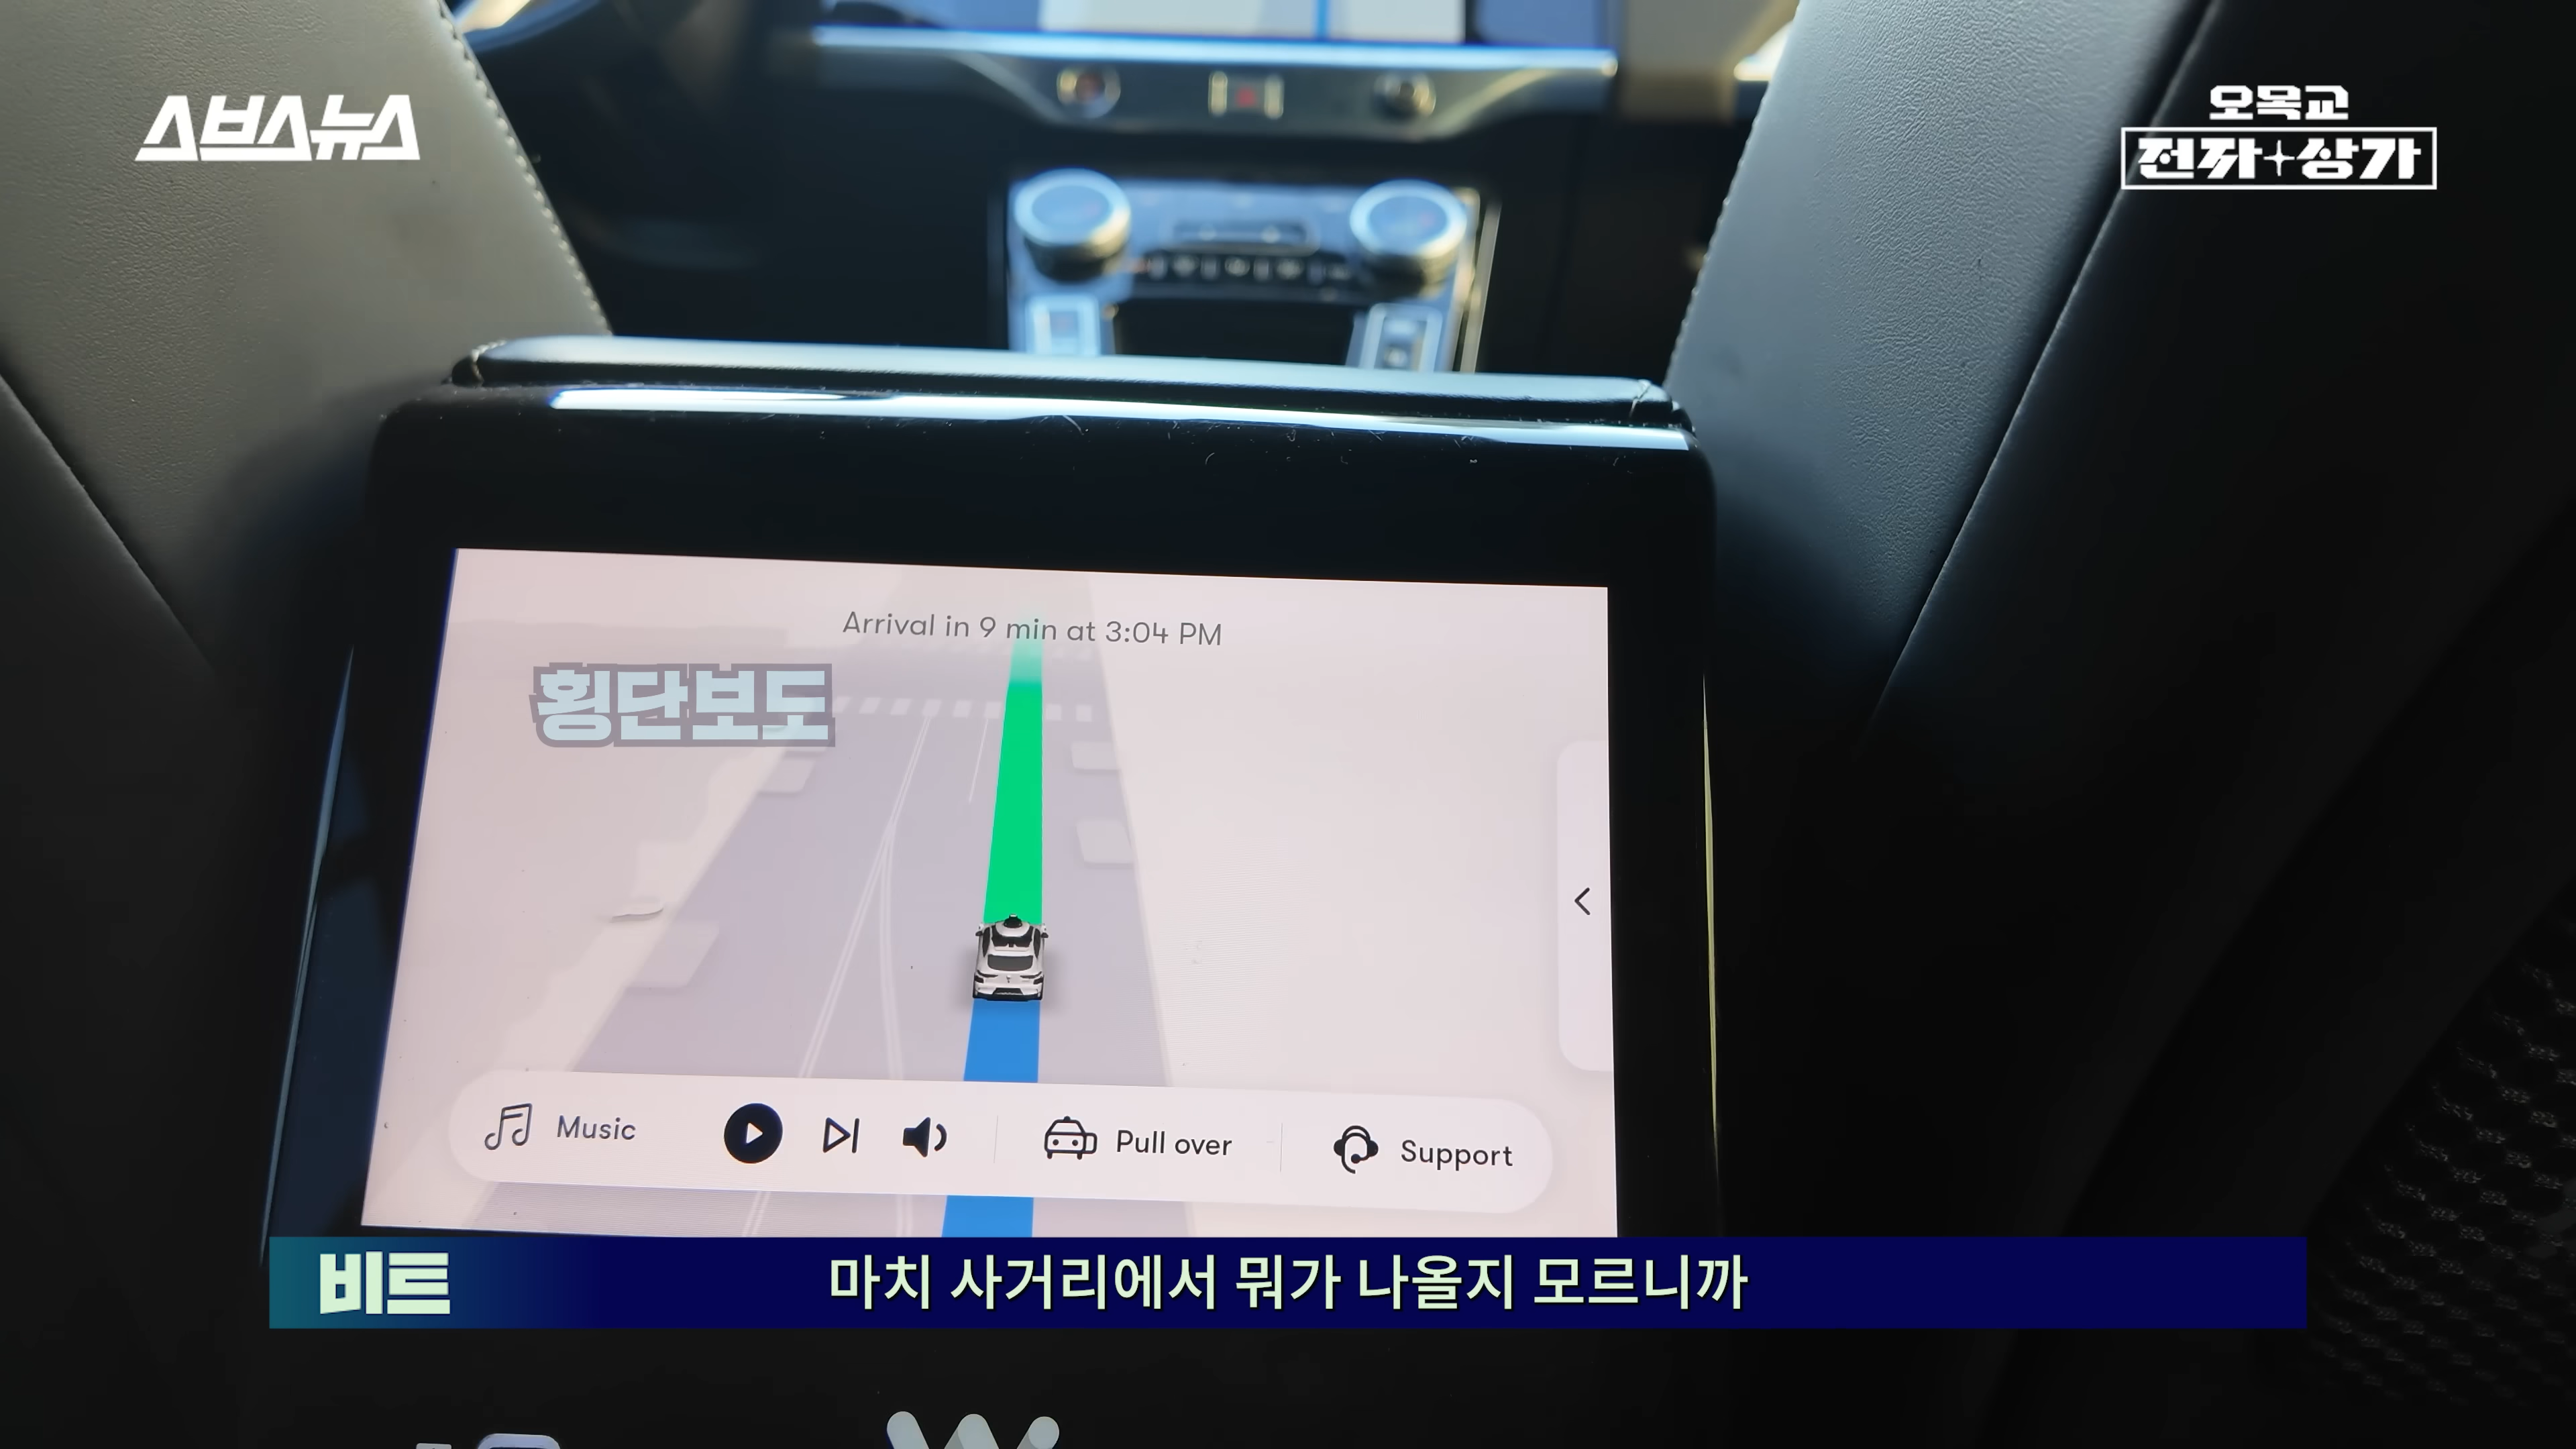 스브스뉴스
오목교
전자상가
Arrival in 9 min at 3:04 PM
횡단보도
Music
Pull over
Support
비트
마치 사거리에서 뭐가 나올지 모르니까